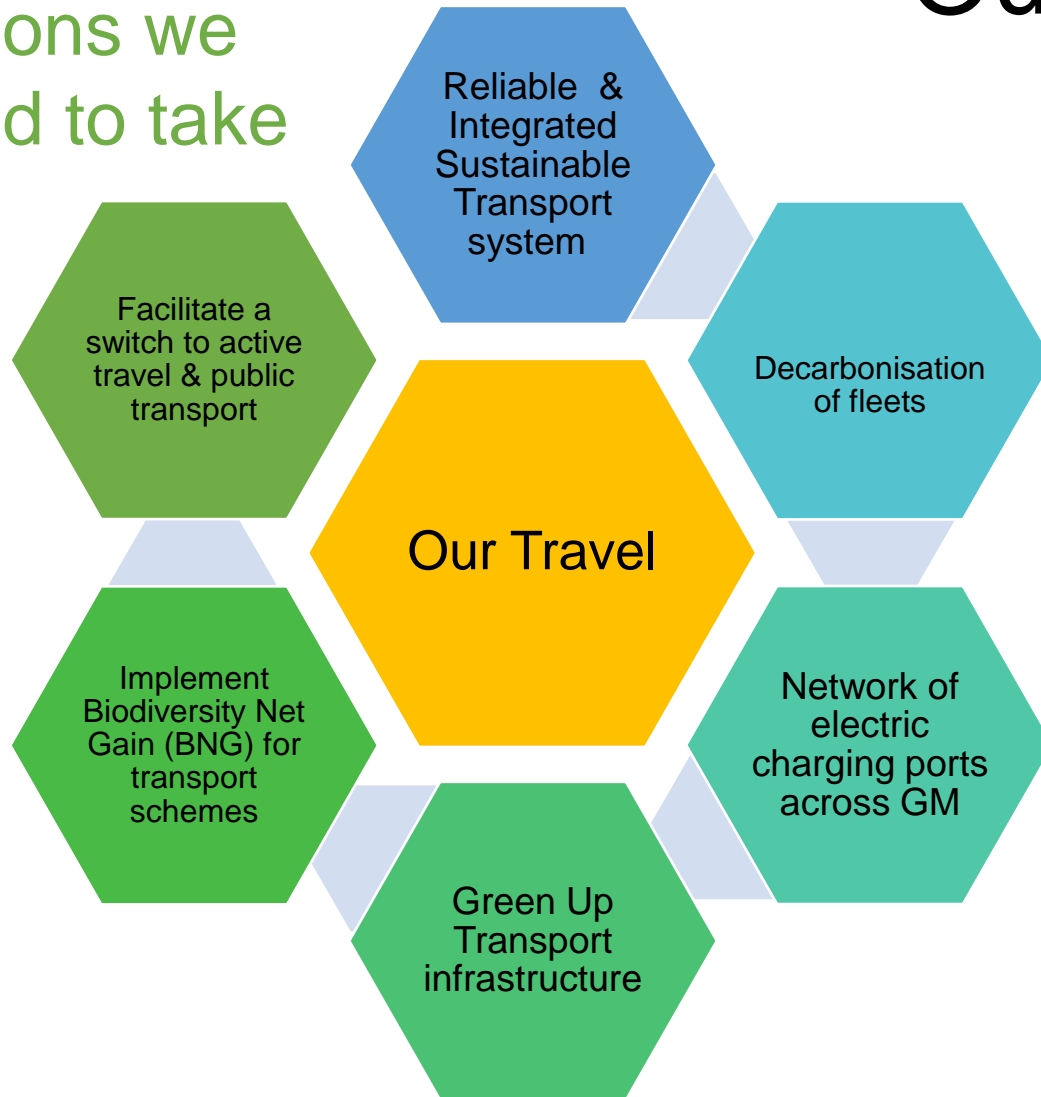 ons we
d to take
Reliable &
Integrated
Sustainable
Transport
system
Decarbonisation
of fleets
Network of
electric
charging ports
across GM
Green Up
Transport
infrastructure
Implement
Biodiversity Net
Gain (BNG) for
transport
schemes
Facilitate a
switch to active
travel & public
transport
Our Travel